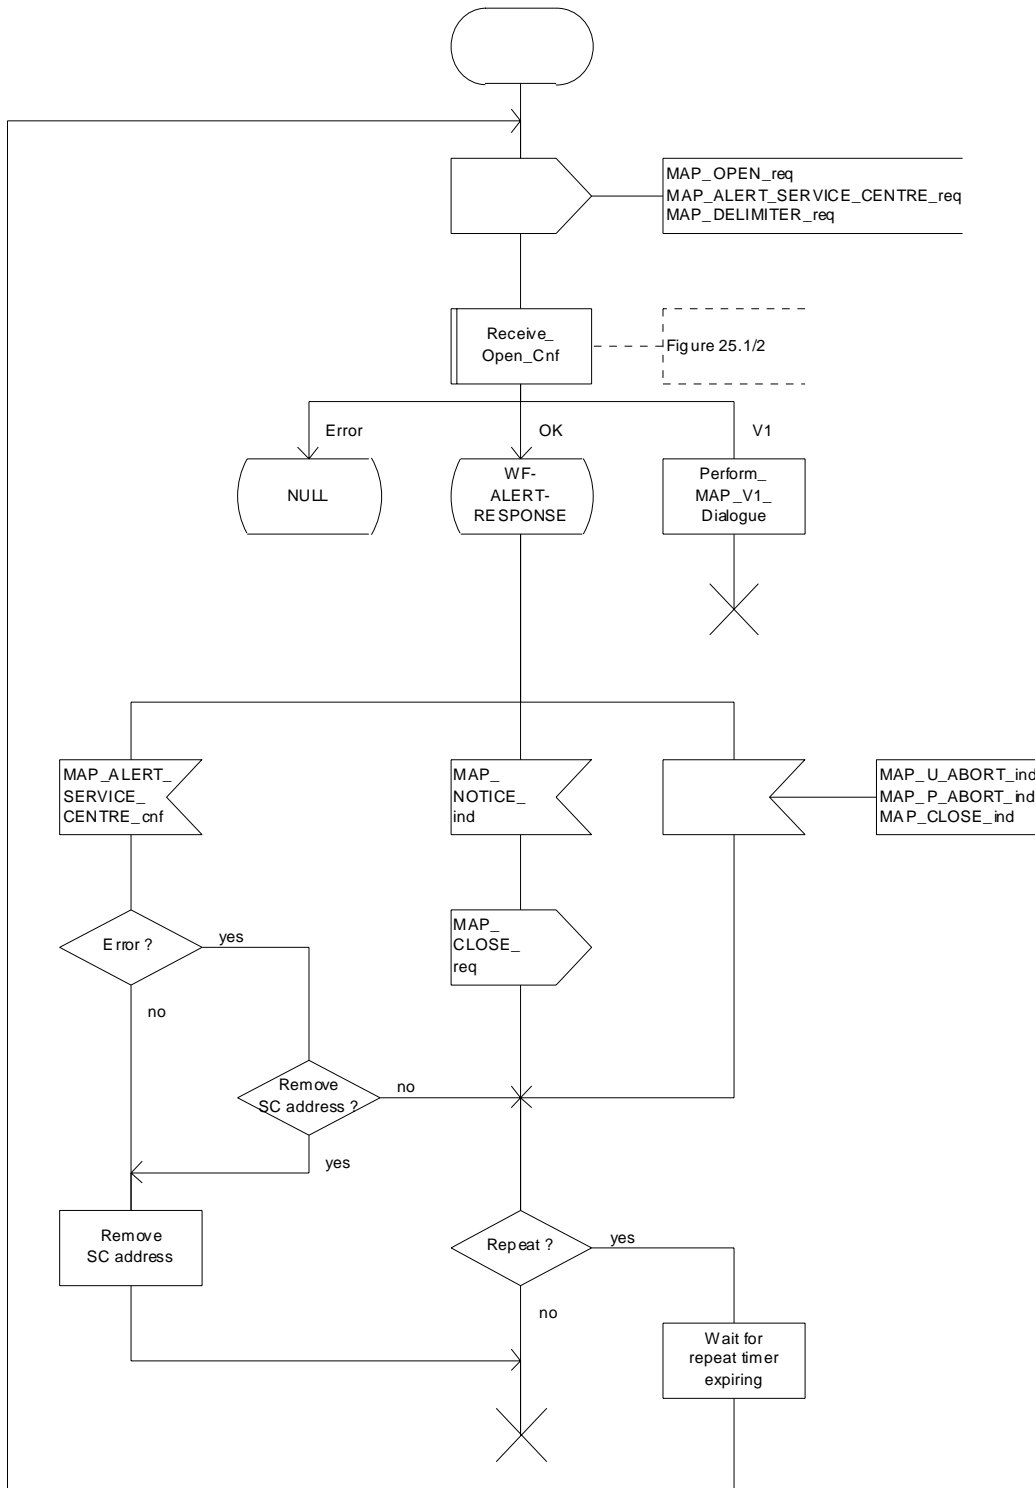 MAP_OPEN_req
MAP_ALERT_SERVICE_CENTRE_req
MAP_DELIMITER_req
Receive_
Open_Cnf
Figure 25.1/2
Error
OK
V1
NULL
WF-
ALERT-
RESPONSE
Perform_
MAP_V1_
Dialogue
MAP_ALERT_
SERVICE_
CENTRE_cnf
MAP_
NOTICE_
ind
MAP_U_ABORT_ind
MAP_P_ABORT_ind
MAP_CLOSE_ind
Error ?
yes
no
MAP_
CLOSE_
req
Remove
SC address ?
no
yes
Remove
SC address
Repeat ?
yes
no
Wait for
repeat timer
expiring